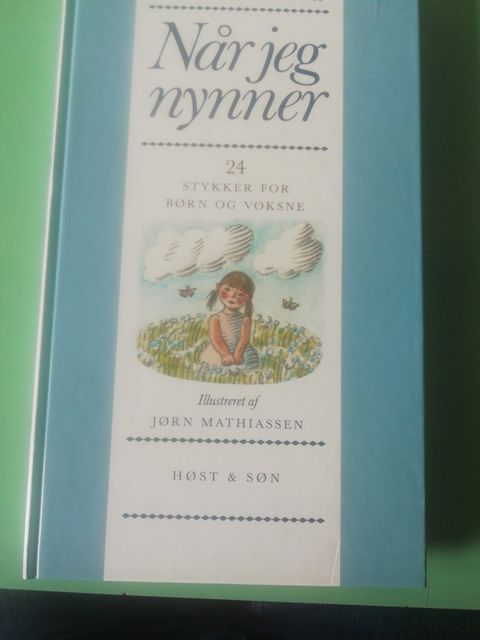 Når jeg
nynner
24
STYKKER FOR
BØRN OG VOKSNE
Illustreret af
JØRN MATHIASSEN
HØST & SØN